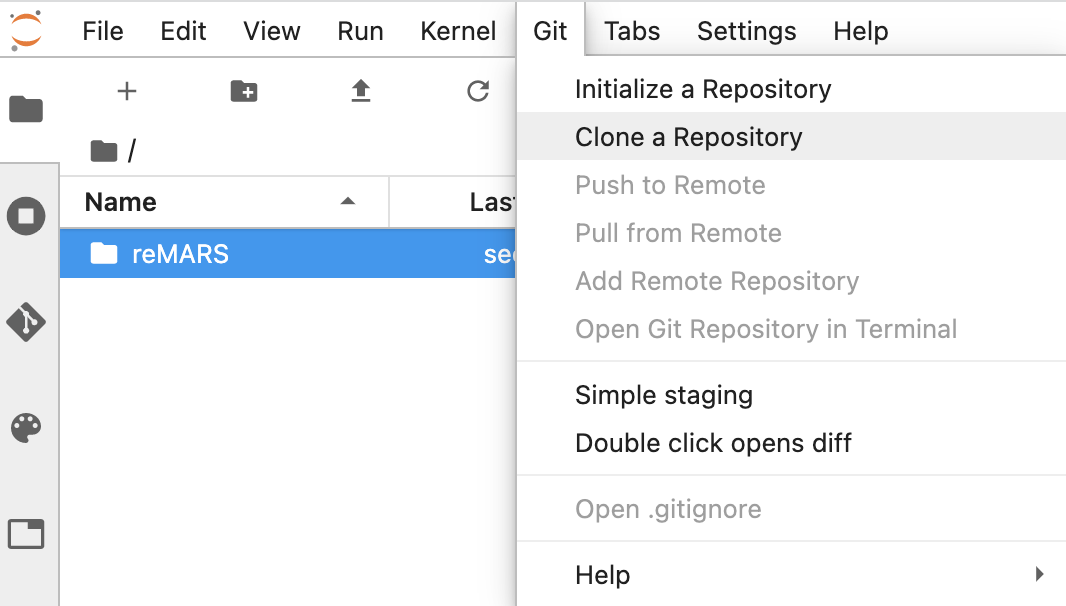 File Edit View Run Kernel Git Tabs Settings Help
/
Name Last
reMARS sec
Initialize a Repository
Clone a Repository
Push to Remote
Pull from Remote
Add Remote Repository
Open Git Repository in Terminal
Simple staging
Double click opens diff
Open .gitignore
Help